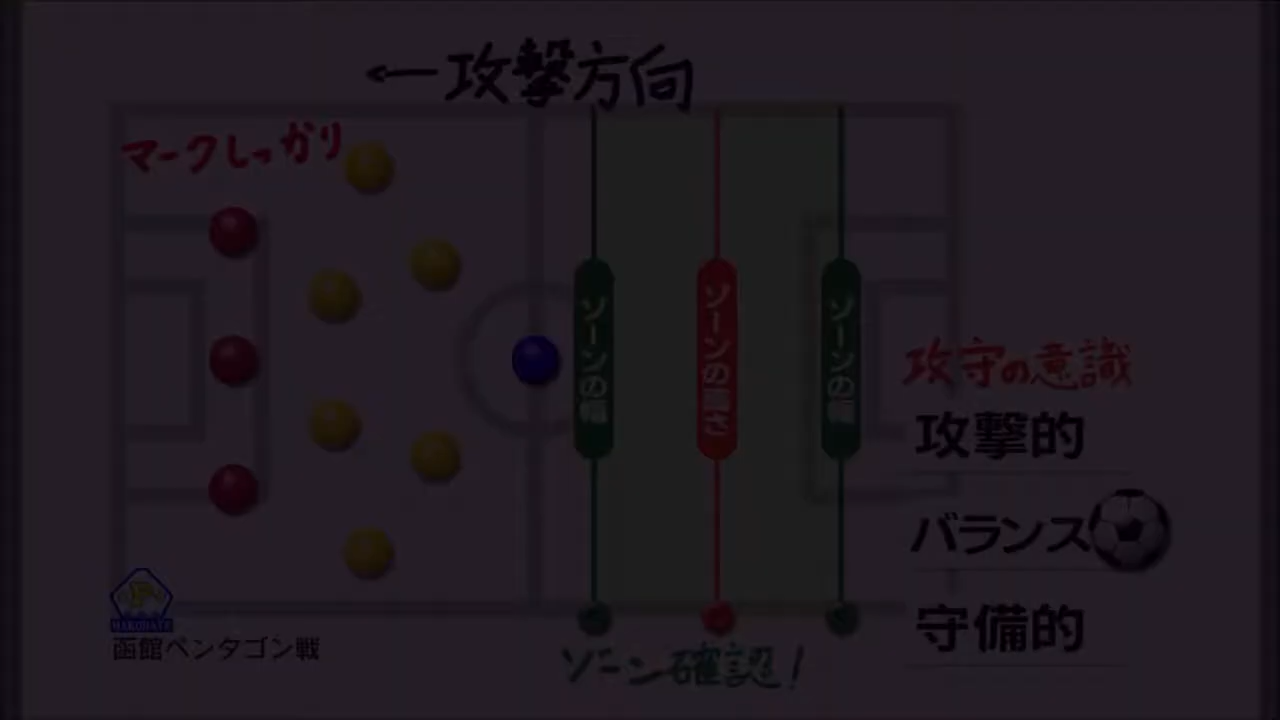 ←攻撃方向
マークしっかり
ゾーンの幅
ゾーンの高さ
ゾーンの幅
攻守の意識
攻撃的
バランス
守備的
P
HAKODATE
函館ペンタゴン戦
ゾーン確認!